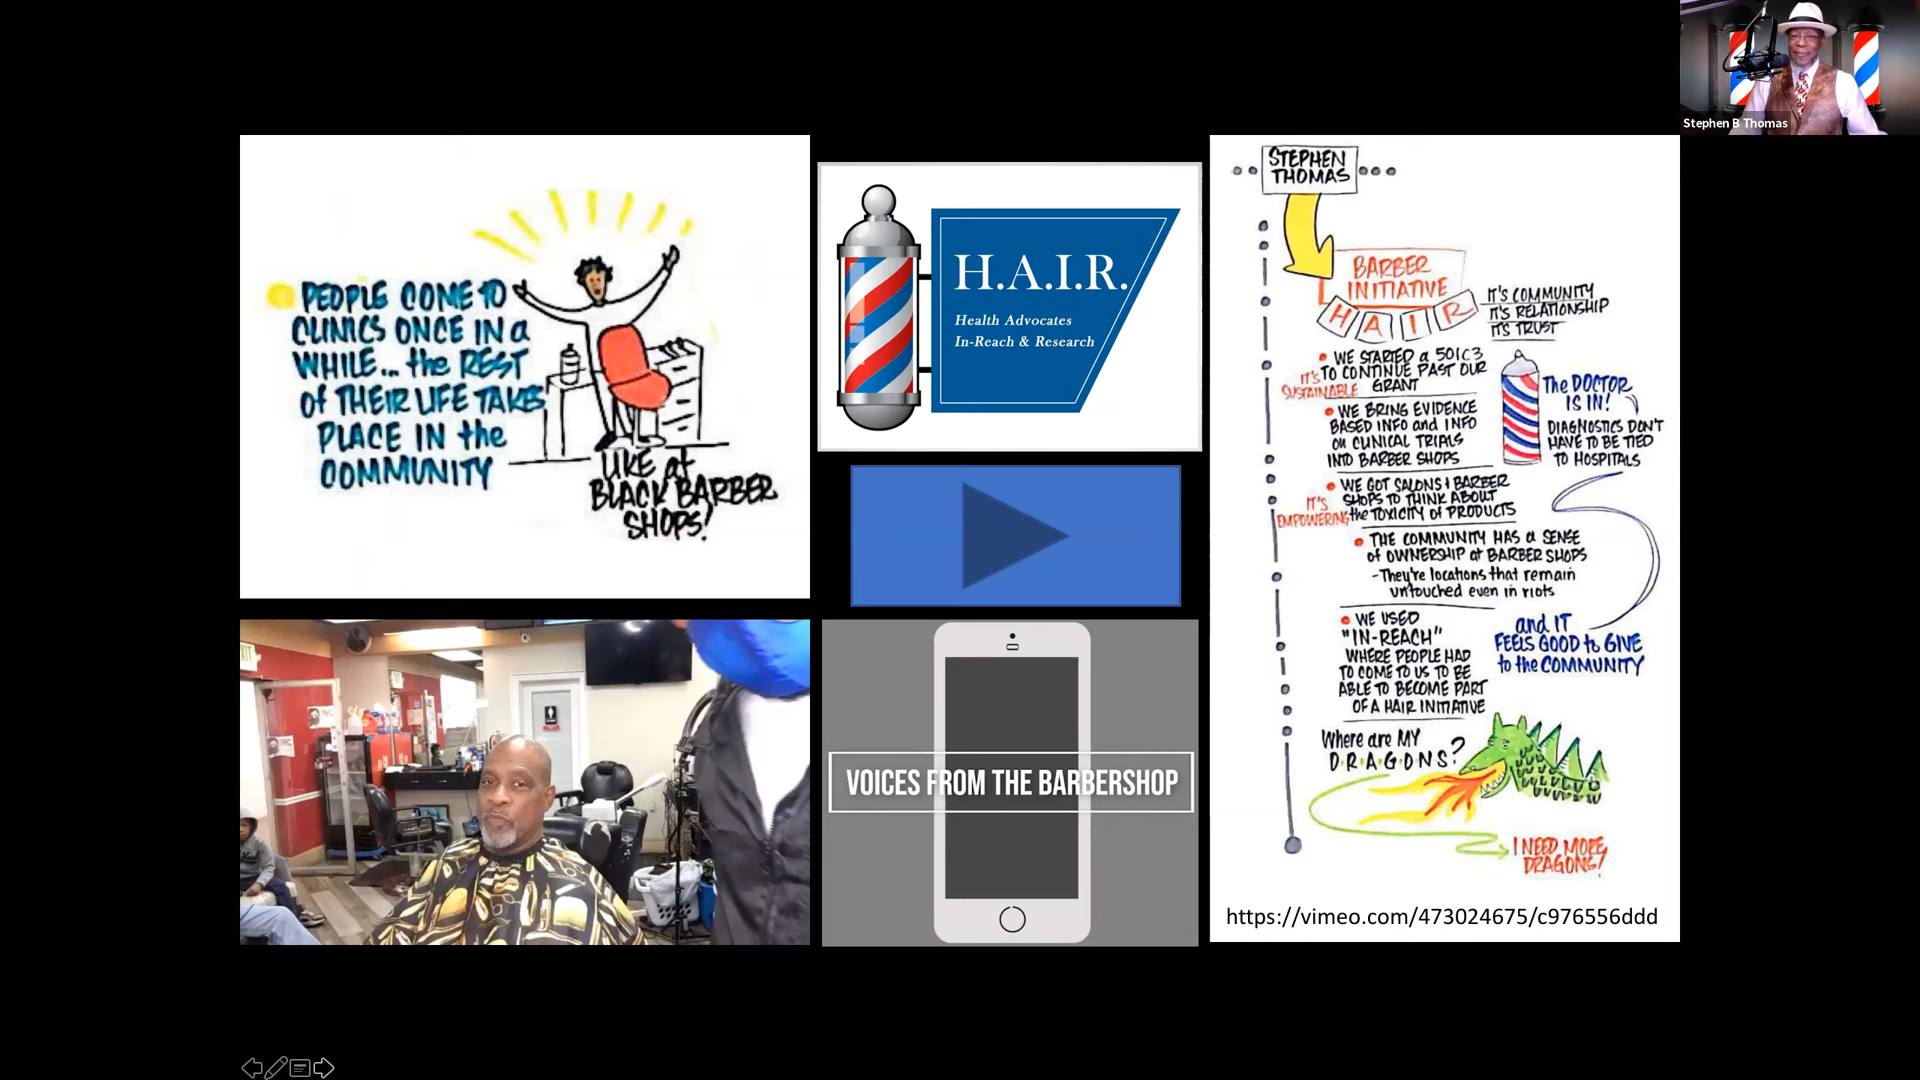 Stephen B Thomas
PEOPLE COME TO
CLINICS ONCE IN a
WHILE... the REST
of THEIR LIFE TAKES
PLACE IN the
COMMUNITY
LIKE at
BLACK BARBER
SHOPS!
H.A.I.R.
Health Advocates
In-Reach & Research
VOICES FROM THE BARBERSHOP
EXIT
STEPHEN
THOMAS
BARBER
INITIATIVE
HAIR
IT'S COMMUNITY
IT'S RELATIONSHIP
IT'S TRUST
WE STARTED a 501C3
TO CONTINUE PAST OUR
GRANT
IT'S
SUSTAINABLE
WE BRING EVIDENCE
BASED INFO and INFO
on CLINICAL TRIALS
INTO BARBER SHOPS
The DOCTOR
IS IN!
DIAGNOSTICS DON'T
HAVE TO BE TIED
TO HOSPITALS
WE GOT SALONS + BARBER
SHOPS TO THINK ABOUT
the TOXICITY of PRODUCTS
IT'S
EMPOWERING
THE COMMUNITY HAS a SENSE
of OWNERSHIP at BARBER SHOPS
- They're locations that remain
untouched even in riots
WE USED
"IN-REACH"
WHERE PEOPLE HAD
TO COME TO US TO BE
ABLE TO BECOME PART
OF A HAIR INITIATIVE
and IT
FEELS GOOD to GIVE
to the COMMUNITY
Where are MY
D.R.A.G.O.N.S?
I NEED MORE
DRAGONS!
https://vimeo.com/473024675/c976556ddd